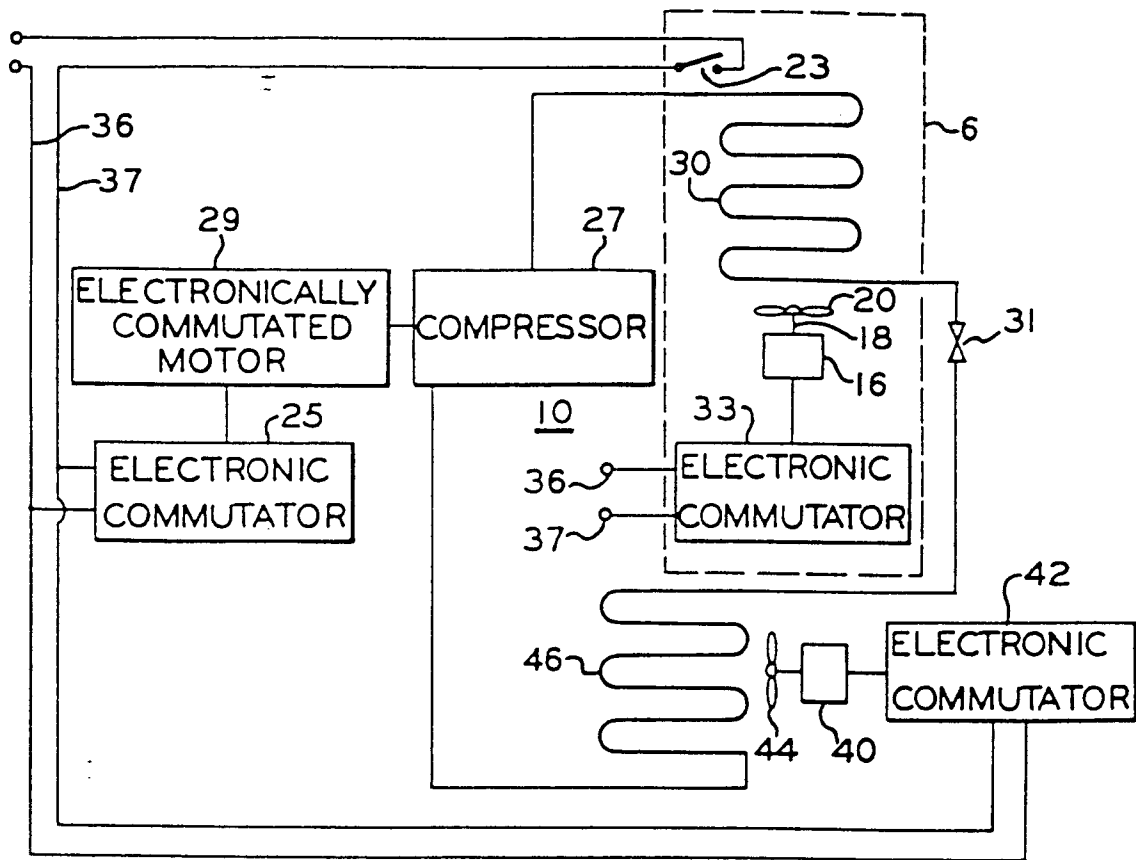 23
36
6
30
37
29
27
ELECTRONICALLY
COMMUTATED
MOTOR
COMPRESSOR
20
18
31
16
10
33
25
ELECTRONIC
COMMUTATOR
36
ELECTRONIC
COMMUTATOR
37
42
46
ELECTRONIC
COMMUTATOR
44
40